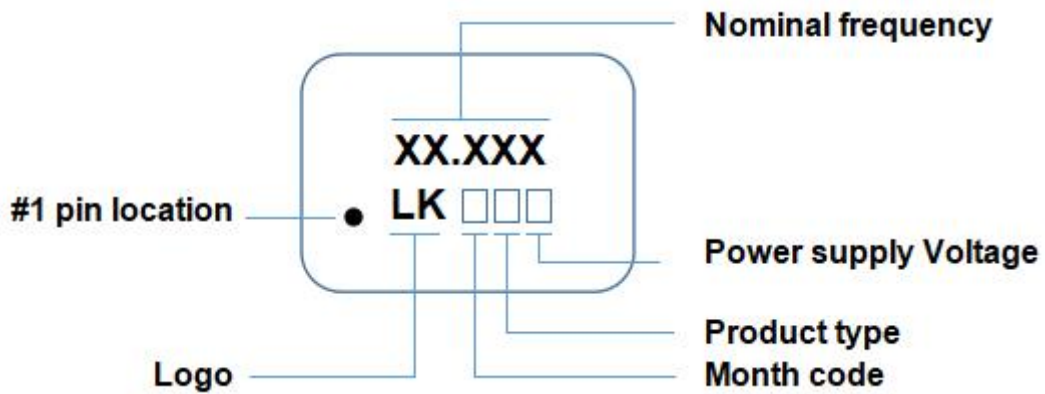 Nominal frequency
XX.XXX
#1 pin location
LK □□□
Power supply Voltage
Product type
Logo
Month code